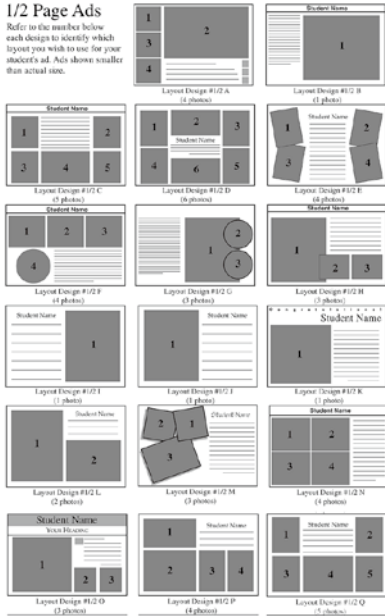 1/2 Page Ads
Refer to the number below
each design to identify which
layout you wish to use for your
student's ad. Ads shown smaller
than actual size.
1
2
3
4
Layout Design #1/2 A
(4 photos)
Student Name
1
Layout Design #1/2 B
(1 photo)
Student Name
1
2
3
4
5
Layout Design #1/2 C
(5 photos)
1
2
3
Student Name
4
6
5
Layout Design #1/2 D
(6 photos)
1
Student Name
2
3
4
Layout Design #1/2 E
(4 photos)
Student Name
1
2
3
4
Layout Design #1/2 F
(4 photos)
1
2
3
Layout Design #1/2 G
(3 photos)
Student Name
1
2
3
Layout Design #1/2 H
(3 photos)
Student Name
1
Layout Design #1/2 I
(1 photo)
1
Student Name
Layout Design #1/2 J
(1 photo)
Congratulations!
Student Name
1
Layout Design #1/2 K
(1 photo)
1
Student Name
2
Layout Design #1/2 L
(2 photos)
2
1
Student Name
3
Layout Design #1/2 M
(3 photos)
Student Name
1
2
3
4
Layout Design #1/2 N
(4 photos)
Student Name
YOUR HEADING
1
2
3
Layout Design #1/2 O
(3 photos)
1
Student Name
2
3
4
Layout Design #1/2 P
(4 photos)
1
Student Name
2
3
4
5
Layout Design #1/2 Q
(5 photos)